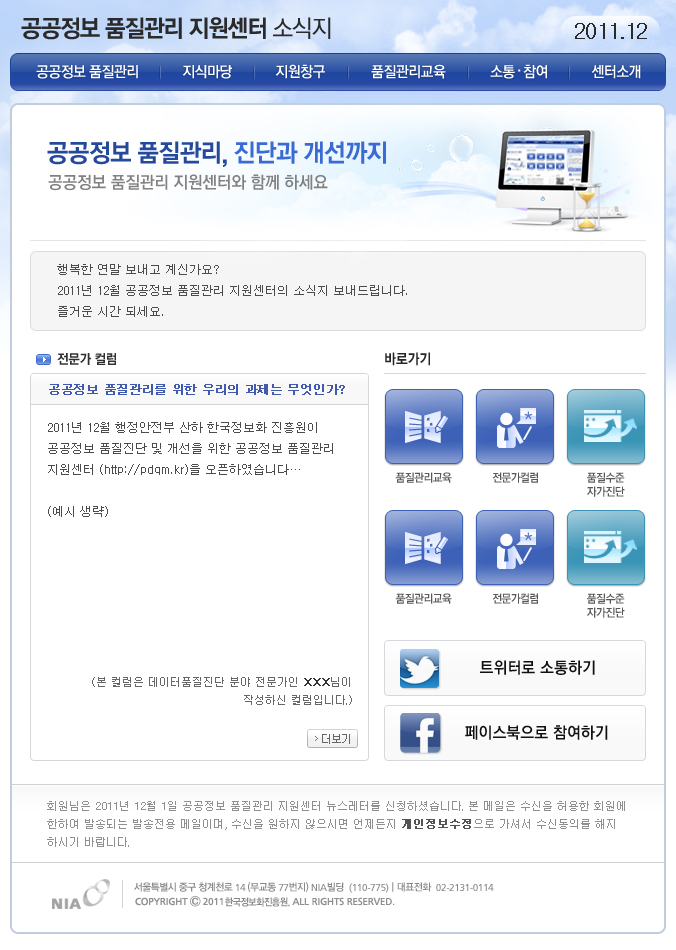 공공정보 품질관리 지원센터 소식지
2011.12
공공정보 품질관리 지식마당 지원창구 품질관리교육 소통·참여 센터소개
공공정보 품질관리, 진단과 개선까지
공공정보 품질관리 지원센터와 함께 하세요
행복한 연말 보내고 계신가요?
2011년 12월 공공정보 품질관리 지원센터의 소식지 보내드립니다.
즐거운 시간 되세요.
전문가 컬럼
공공정보 품질관리를 위한 우리의 과제는 무엇인가?
2011년 12월 행정안전부 산하 한국정보화 진흥원이
공공정보 품질진단 및 개선을 위한 공공정보 품질관리
지원센터 (http://pdqm.kr)을 오픈하였습니다…
(예시 생략)
(본 컬럼은 데이터품질진단 분야 전문가인 XXX님이
작성하신 컬럼입니다.)
더보기
바로가기
품질관리교육 전문가컬럼 품질수준
자가진단
품질관리교육 전문가컬럼 품질수준
자가진단
트위터로 소통하기
페이스북으로 참여하기
회원님은 2011년 12월 1일 공공정보 품질관리 지원센터 뉴스레터를 신청하셨습니다. 본 메일은 수신을 허용한 회원에
한하여 발송되는 발송전용 메일이며, 수신을 원하지 않으시면 언제든지 개인정보수정으로 가셔서 수신동의를 해지
하시기 바랍니다.
NIA
서울특별시 중구 청계천로 14 (무교동 77번지) NIA빌딩 (110-775) | 대표전화 02-2131-0114
COPYRIGHT © 2011 한국정보화진흥원. ALL RIGHTS RESERVED.